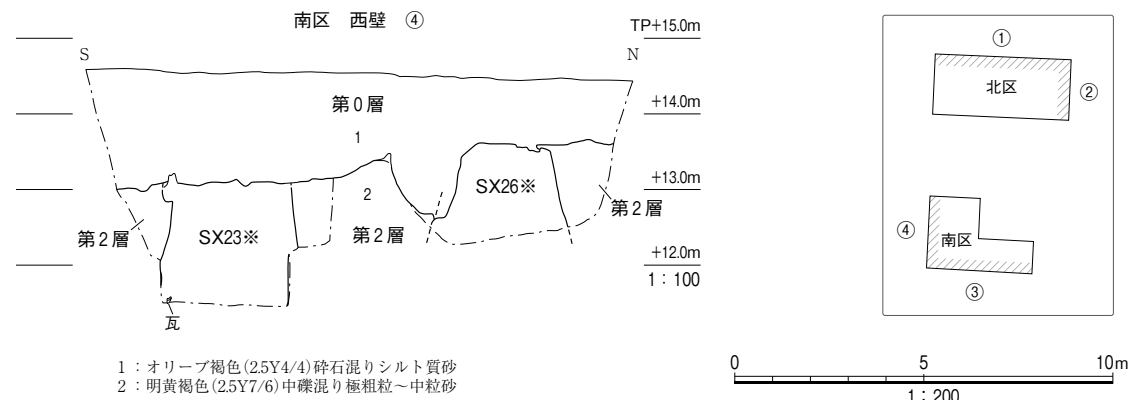 南区 西壁 ④
TP+15.0m
S
N
第0層
+14.0m
1
SX26※
+13.0m
2
第2層
第2層
SX23※
第2層
+12.0m
1:100
瓦
1:オリーブ褐色(2.5Y4/4)砕石混りシルト質砂
2:明黄褐色(2.5Y7/6)中礫混り極粗粒~中粒砂
①
北区
②
④
南区
③
0
5
10m
1:200